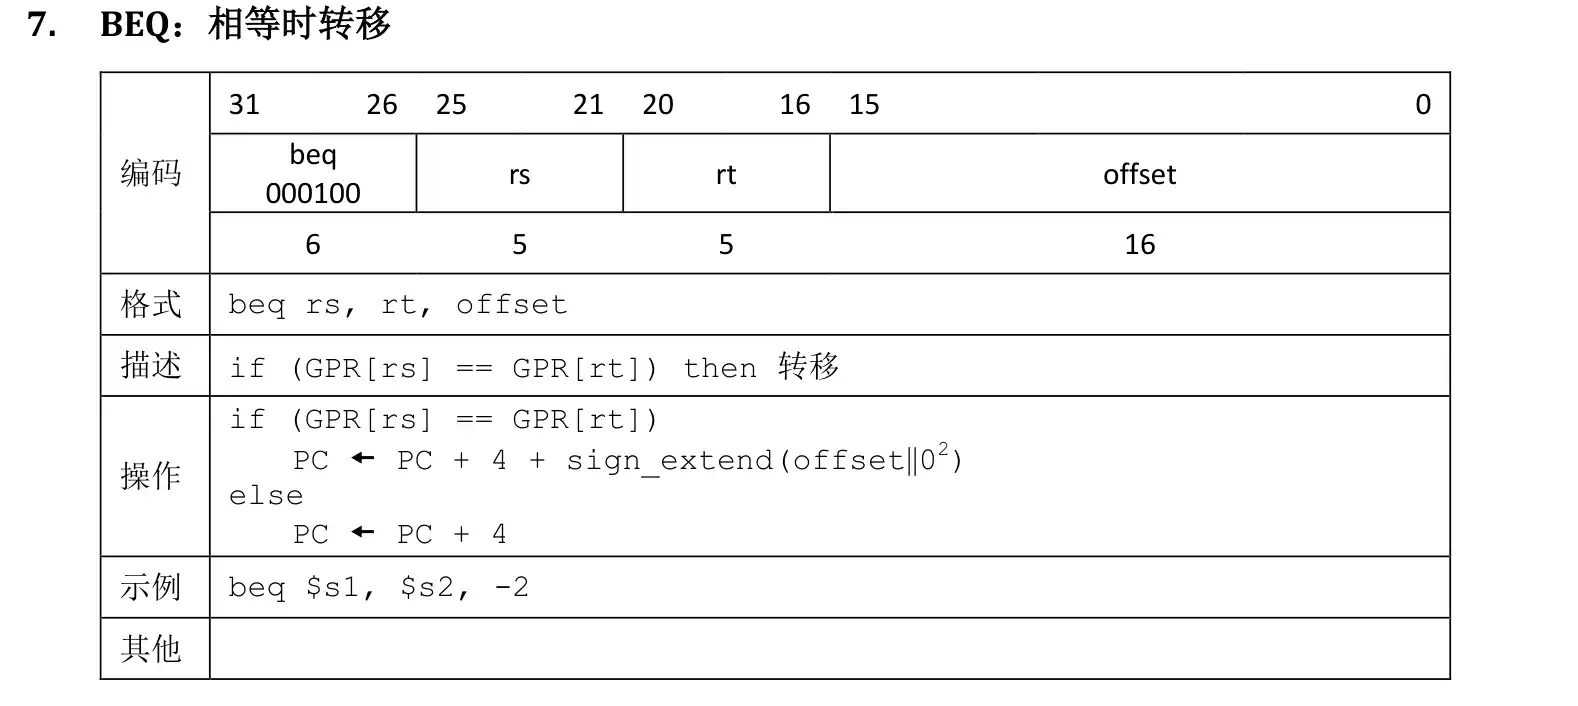 7. BEQ：相等时转移
编码
31 26 25 21 20 16 15 0
beq
000100
rs
rt
offset
6 5 5 16
格式
beq rs, rt, offset
描述
if (GPR[rs] == GPR[rt]) then 转移
操作
if (GPR[rs] == GPR[rt])
PC ← PC + 4 + sign_extend(offset‖0²)
else
PC ← PC + 4
示例
beq $s1, $s2, -2
其他